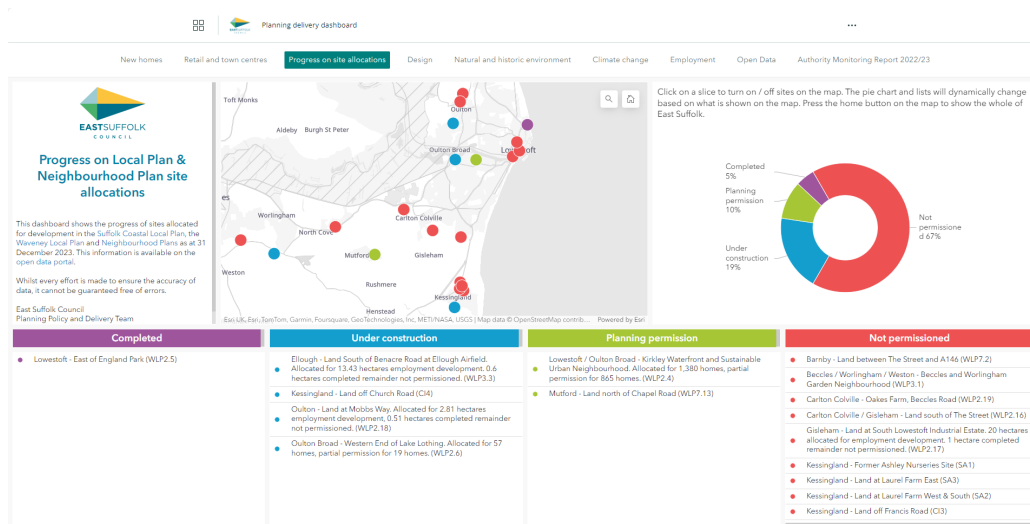 Planning delivery dashboard
...
New homes
Retail and town centres
Progress on site allocations
Design
Natural and historic environment
Climate change
Employment
Open Data
Authority Monitoring Report 2022/23
EASTSUFFOLK
COUNCIL
Progress on Local Plan &
Neighbourhood Plan site
allocations
This dashboard shows the progress of sites allocated
for development in the Suffolk Coastal Local Plan, the
Waveney Local Plan and Neighbourhood Plans as at 31
December 2023. This information is available on the
open data portal.
Whilst every effort is made to ensure the accuracy of
data, it cannot be guaranteed free of errors.
East Suffolk Council
Planning Policy and Delivery Team
Toft Monks
Aldeby
Burgh St Peter
Oulton
Oulton Broad
Lowestoft
es
Worlingham
North Cove
Carlton Colville
Mutford
Gisleham
Weston
Rushmere
Kessingland
Henstead
Esri UK, Esri, TomTom, Garmin, Foursquare, GeoTechnologies, Inc, METI/NASA, USGS | Map data © OpenStreetMap contrib...
Powered by Esri
Click on a slice to turn on / off sites on the map. The pie chart and lists will dynamically change
based on what is shown on the map. Press the home button on the map to show the whole of
East Suffolk.
Completed
5%
Planning
permission
10%
Under
construction
19%
Not
permissione
d 67%
Completed
Lowestoft - East of England Park (WLP2.5)
Under construction
Ellough - Land South of Benacre Road at Ellough Airfield.
Allocated for 13.43 hectares employment development. 0.6
hectares completed remainder not permissioned. (WLP3.3)
Kessingland - Land off Church Road (CI4)
Oulton - Land at Mobbs Way. Allocated for 2.81 hectares
employment development, 0.51 hectares completed remainder
not permissioned. (WLP2.18)
Oulton Broad - Western End of Lake Lothing. Allocated for 57
homes, partial permission for 19 homes. (WLP2.6)
Planning permission
Lowestoft / Oulton Broad - Kirkley Waterfront and Sustainable
Urban Neighbourhood. Allocated for 1,380 homes, partial
permission for 865 homes. (WLP2.4)
Mutford - Land north of Chapel Road (WLP7.13)
Not permissioned
Barnby - Land between The Street and A146 (WLP7.2)
Beccles / Worlingham / Weston - Beccles and Worlingham
Garden Neighbourhood (WLP3.1)
Carlton Colville - Oakes Farm, Beccles Road (WLP2.19)
Carlton Colville / Gisleham - Land south of The Street (WLP2.16)
Gisleham - Land at South Lowestoft Industrial Estate. 20 hectares
allocated for employment development. 1 hectare completed
remainder not permissioned. (WLP2.17)
Kessingland - Former Ashley Nurseries Site (SA1)
Kessingland - Land at Laurel Farm East (SA3)
Kessingland - Land at Laurel Farm West & South (SA2)
Kessingland - Land off Francis Road (CI3)